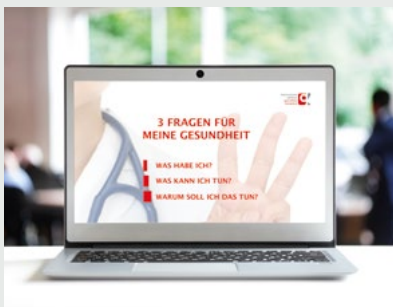 3 FRAGEN FÜR
MEINE GESUNDHEIT
WAS HABE ICH?
WAS KANN ICH TUN?
WARUM SOLL ICH DAS TUN?